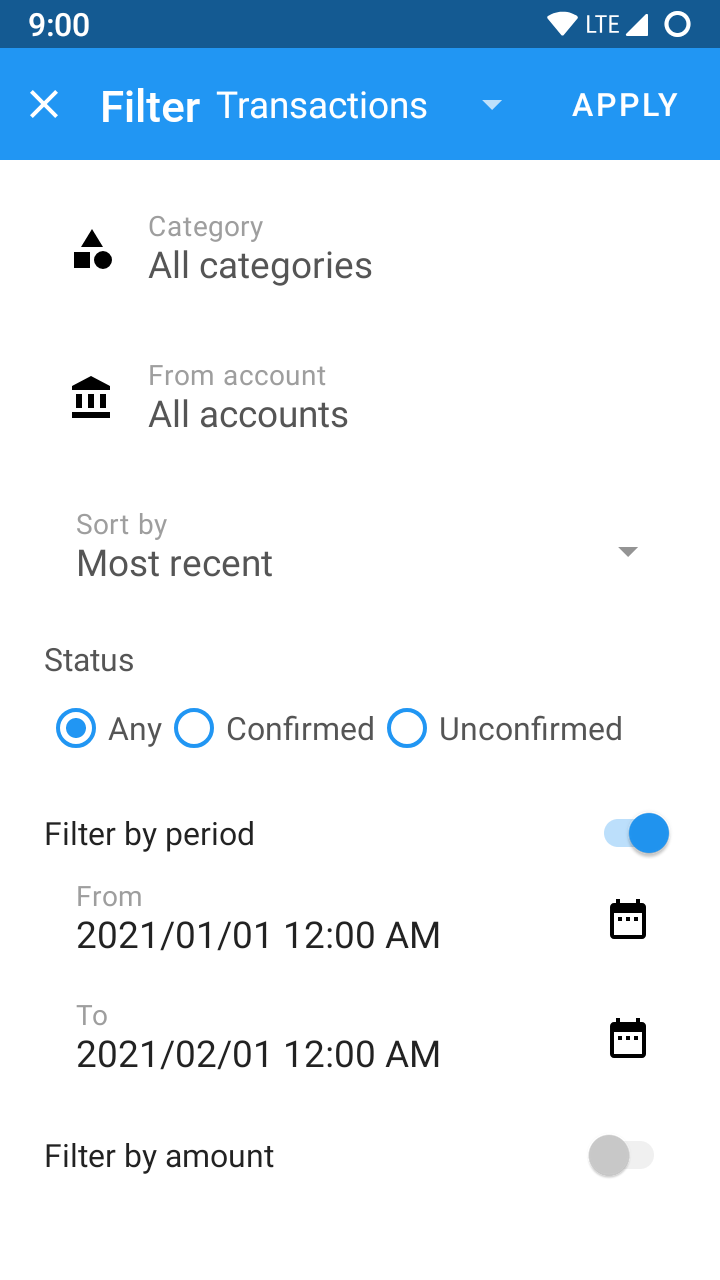 9:00 LTE
Filter Transactions APPLY
Category
All categories
From account
All accounts
Sort by
Most recent
Status
Any Confirmed Unconfirmed
Filter by period
From
2021/01/01 12:00 AM
To
2021/02/01 12:00 AM
Filter by amount